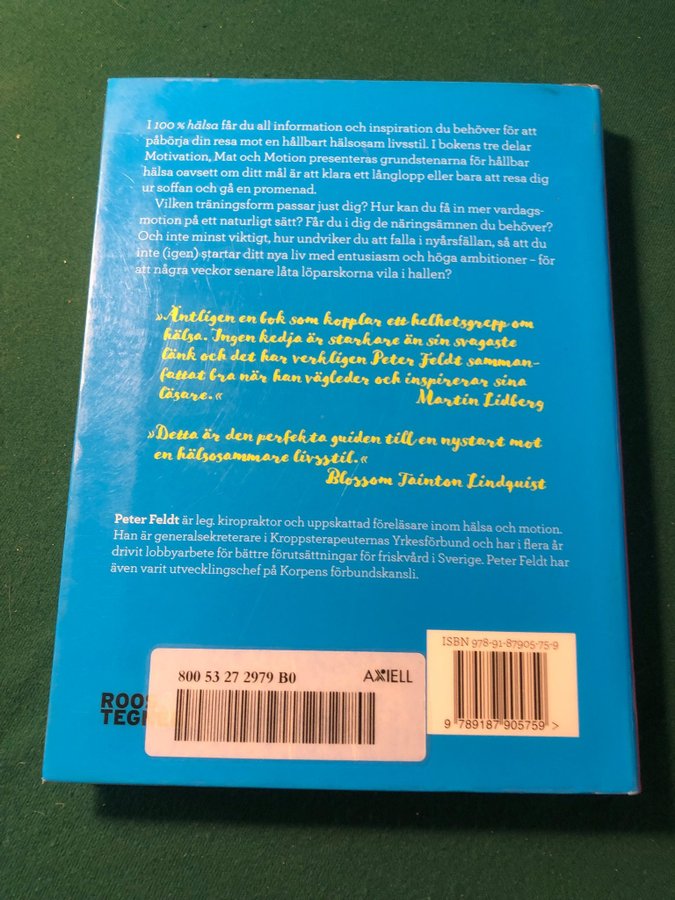 I 100 % hälsa får du all information och inspiration du behöver för att
påbörja din resa mot en hållbart hälsosam livsstil. I bokens tre delar
Motivation, Mat och Motion presenteras grundstenarna för hållbar
hälsa oavsett om ditt mål är att klara ett långlopp eller bara att resa dig
ur soffan och gå en promenad.
Vilken träningsform passar just dig? Hur kan du få in mer vardags-
motion på ett naturligt sätt? Får du i dig de näringsämnen du behöver?
Och inte minst viktigt, hur undviker du att falla i nyårsfällan, så att du
inte (igen) startar ditt nya liv med entusiasm och höga ambitioner – för
att några veckor senare låta löparskorna vila i hallen?
»Äntligen en bok som kopplar ett helhetsgrepp om
hälsa. Ingen kedja är starkare än sin svagaste
länk och det har verkligen Peter Feldt samman-
fattat bra när han vägleder och inspirerar sina
läsare.«
Martin Lidberg
»Detta är den perfekta guiden till en nystart mot
en hälsosammare livsstil.«
Blossom Tainton Lindquist
Peter Feldt är leg. kiropraktor och uppskattad föreläsare inom hälsa och motion.
Han är generalsekreterare i Kroppsterapeuternas Yrkesförbund och har i flera år
drivit lobbyarbete för bättre förutsättningar för friskvård i Sverige. Peter Feldt har
även varit utvecklingschef på Korpens förbundskansli.
ISBN 978-91-87905-75-9
800 53 27 2979 B0 AXIELL
9 789187 905759 >